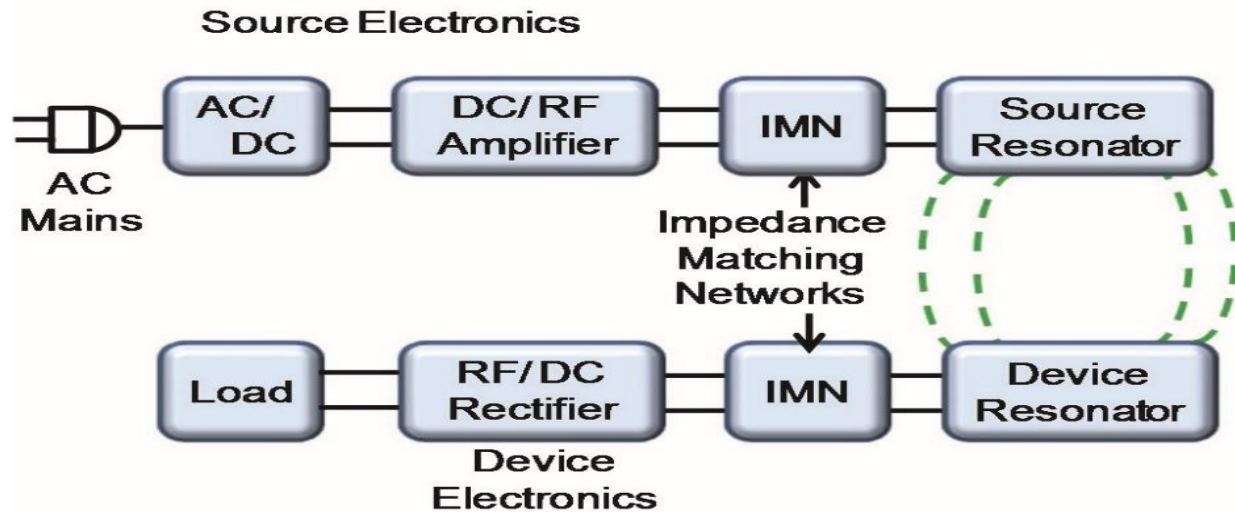 Source Electronics
AC/
DC
DC/RF
Amplifier
IMN
Source
Resonator
AC
Mains
Impedance
Matching
Networks
Load
RF/DC
Rectifier
IMN
Device
Resonator
Device
Electronics